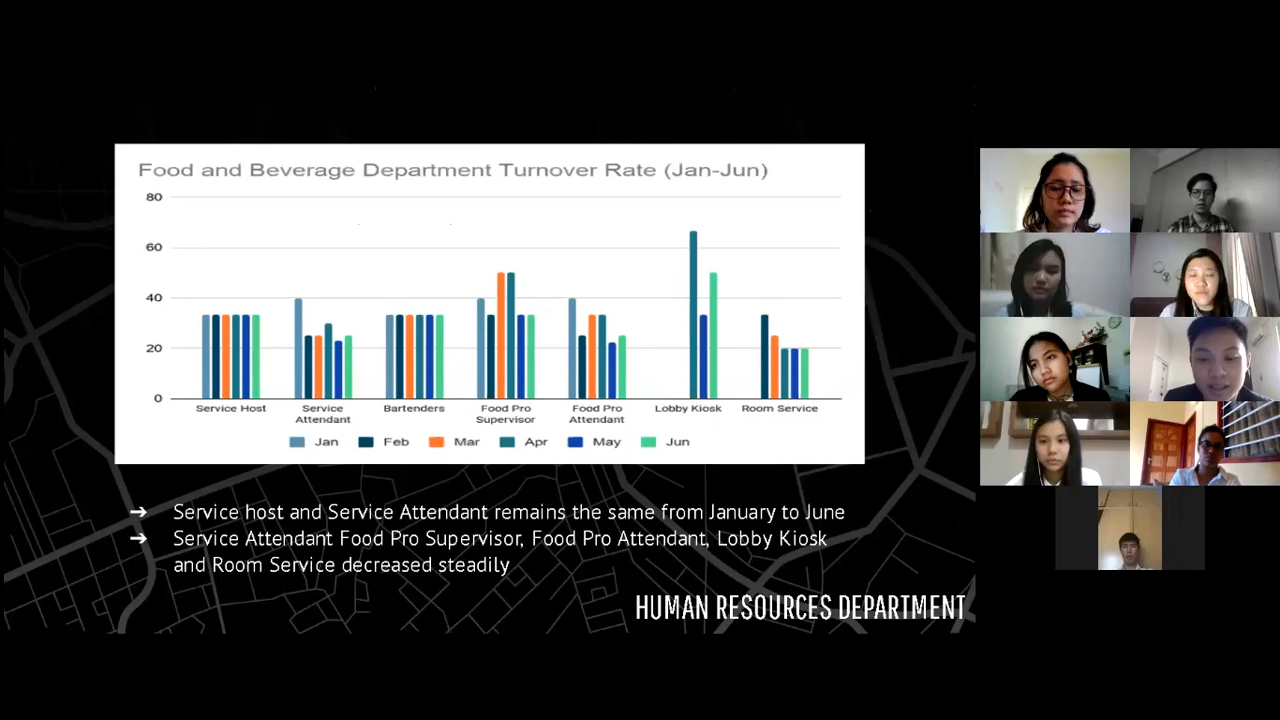 Food and Beverage Department Turnover Rate (Jan-Jun)
80
60
40
20
0
Service Host
Service
Attendant
Bartenders
Food Pro
Supervisor
Food Pro
Attendant
Lobby Kiosk
Room Service
Jan Feb Mar Apr May Jun
➔ Service host and Service Attendant remains the same from January to June
➔ Service Attendant Food Pro Supervisor, Food Pro Attendant, Lobby Kiosk
and Room Service decreased steadily
HUMAN RESOURCES DEPARTMENT